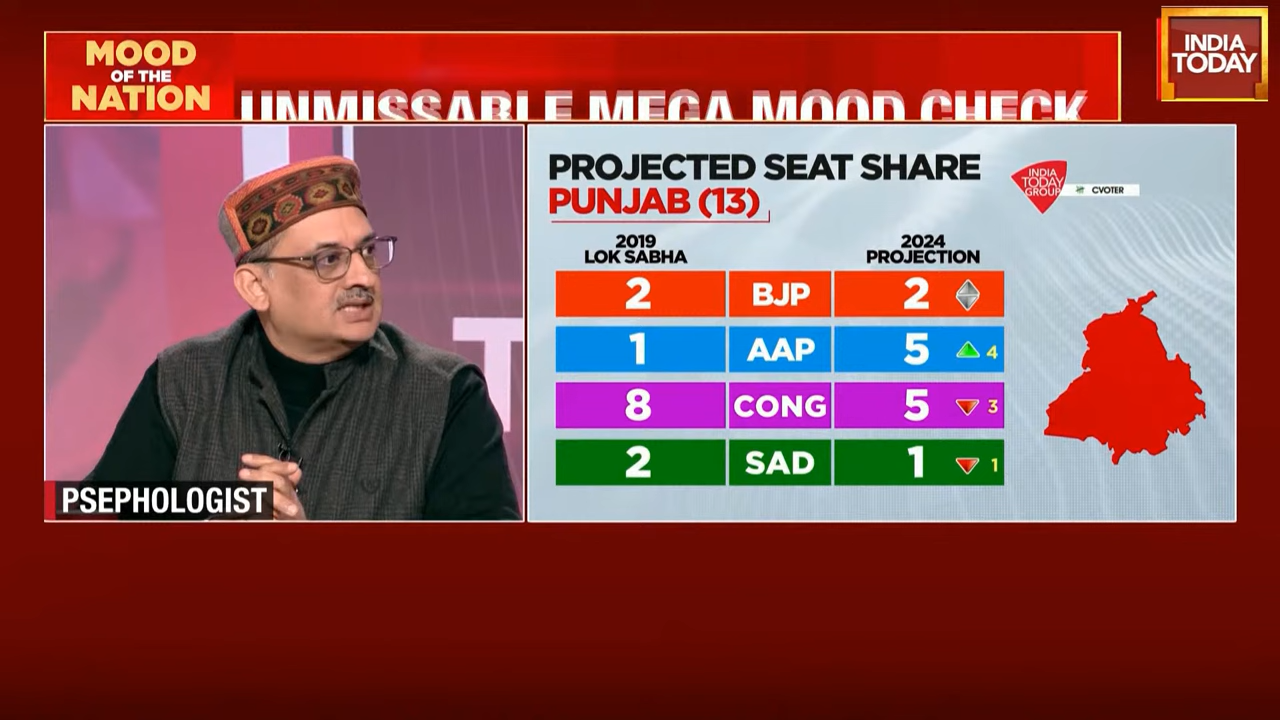 MOOD
OF THE
NATION
UNMISSABLE MEGA MOOD CHECK
INDIA
TODAY
PROJECTED SEAT SHARE
PUNJAB (13)
INDIA
TODAY
GROUP
CVOTER
2019
LOK SABHA
2024
PROJECTION
2 BJP 2
1 AAP 5 4
8 CONG 5 3
2 SAD 1 1
T
PSEPHOLOGIST